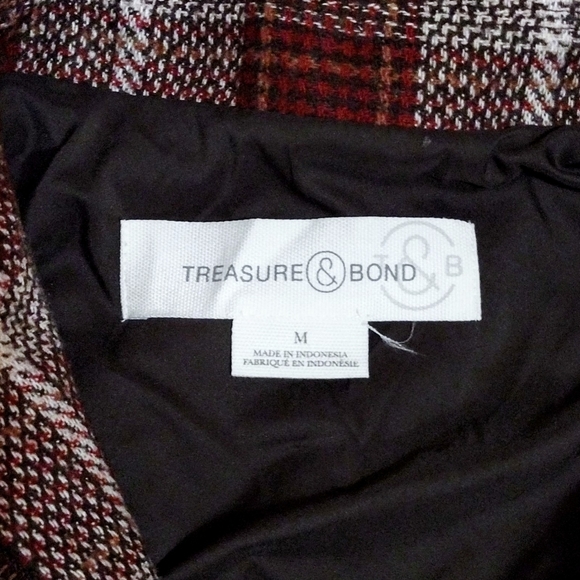 TREASURE & BOND
T & B
M
MADE IN INDONESIA
FABRIQUÉ EN INDONÉSIE